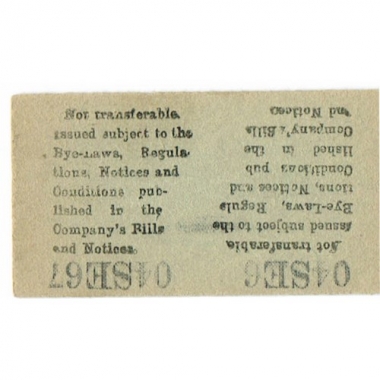 Not transferable.
Issued subject to the
Bye-Laws, Regula
tions, Notices and
Conditions pub-
lished in the
Company's Bills
and Notices
Not transferable.
Issued subject to the
Bye-Laws, Regula
tions, Notices and
Conditions pub
lished in the
Company's Bills
and Notices